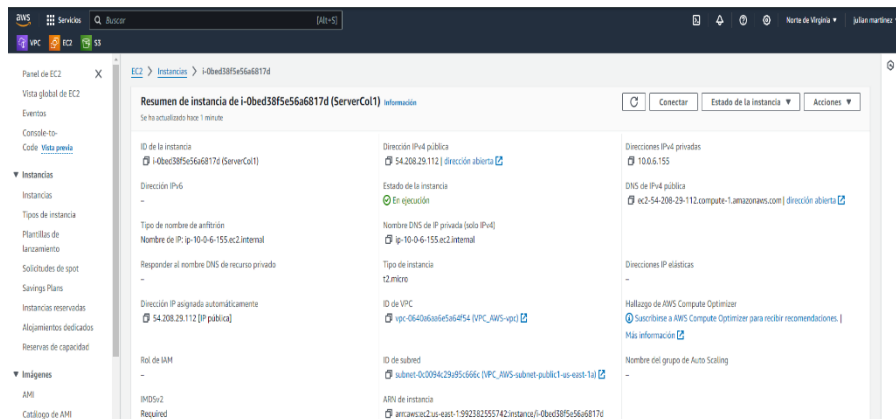 aws Servicios Buscar [Alt+S] Norte de Virginia julian martinez
VPC EC2 S3
Panel de EC2 X
Vista global de EC2
Eventos
Console-to-
Code Vista previa
Instancias
Instancias
Tipos de instancia
Plantillas de
lanzamiento
Solicitudes de spot
Savings Plans
Instancias reservadas
Alojamientos dedicados
Reservas de capacidad
Imágenes
AMI
Catálogo de AMI
EC2 > Instancias > i-0bed38f5e56a6817d
Resumen de instancia de i-0bed38f5e56a6817d (ServerCol1) Información
Se ha actualizado hace 1 minute
Conectar Estado de la instancia Acciones
ID de la instancia
i-0bed38f5e56a6817d (ServerCol1)
Dirección IPv4 pública
54.208.29.112 | dirección abierta
Direcciones IPv4 privadas
10.0.6.155
Dirección IPv6
–
Estado de la instancia
En ejecución
DNS de IPv4 pública
ec2-54-208-29-112.compute-1.amazonaws.com | dirección abierta
Tipo de nombre de anfitrión
Nombre de IP: ip-10-0-6-155.ec2.internal
Nombre DNS de IP privada (solo IPv4)
ip-10-0-6-155.ec2.internal
Responder al nombre DNS de recurso privado
–
Tipo de instancia
t2.micro
Direcciones IP elásticas
–
Dirección IP asignada automáticamente
54.208.29.112 [IP pública]
ID de VPC
vpc-0640a6aa6e5a64f54 (VPC_AWS-vpc)
Hallazgo de AWS Compute Optimizer
Suscribirse a AWS Compute Optimizer para recibir recomendaciones. |
Más información
Rol de IAM
–
ID de subred
subnet-0c0094c29a95c666c (VPC_AWS-subnet-public1-us-east-1a)
Nombre del grupo de Auto Scaling
–
IMDSv2
Required
ARN de instancia
arn:aws:ec2:us-east-1:992382555742:instance/i-0bed38f5e56a6817d